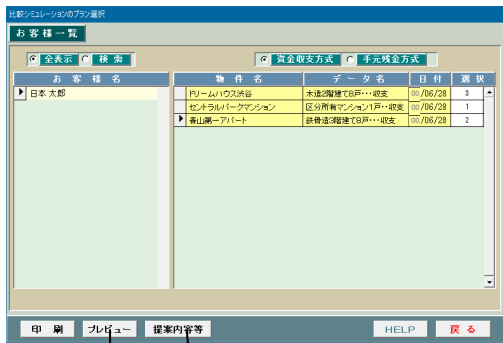 比較シミュレーションのプラン選択
お客様一覧
全表示 検 索 資金収支方式 手元残金方式
お 客 様 名 物 件 名 データ名 日 付 選 択
日本 太郎 ドリームハウス渋谷 木造2階建て8戸・・・収支 00/06/28 3
セントラルパークマンション 区分所有マンション1戸・・収支 00/06/28 1
青山第一アパート 鉄骨造3階建て8戸・・・収支 00/06/28 2
印 刷 プレビュー 提案内容等 HELP 戻 る